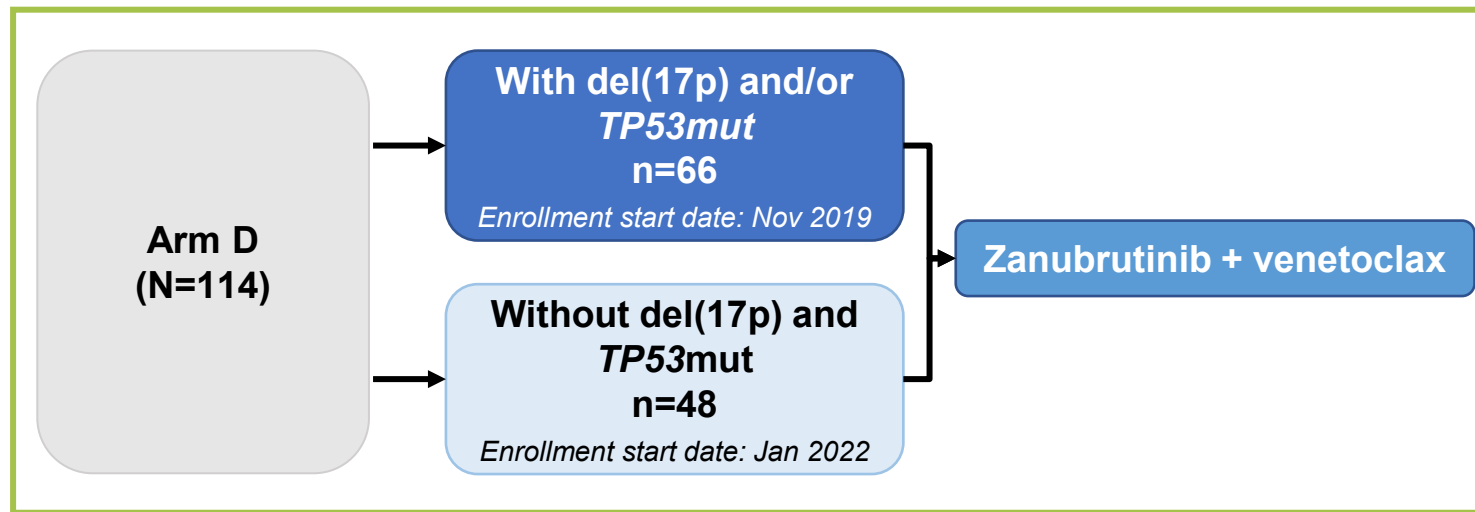 Arm D
(N=114)
With del(17p) and/or
TP53mut
n=66
Enrollment start date: Nov 2019
Without del(17p) and
TP53mut
n=48
Enrollment start date: Jan 2022
Zanubrutinib + venetoclax